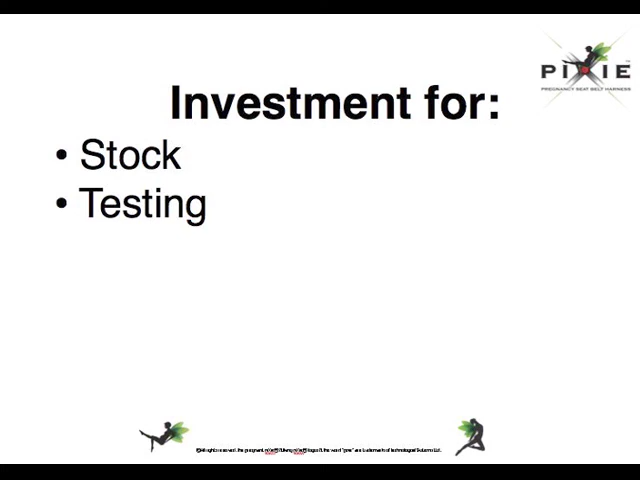 PIXIE
PREGNANCY SEAT BELT HARNESS
Investment for:
• Stock
• Testing